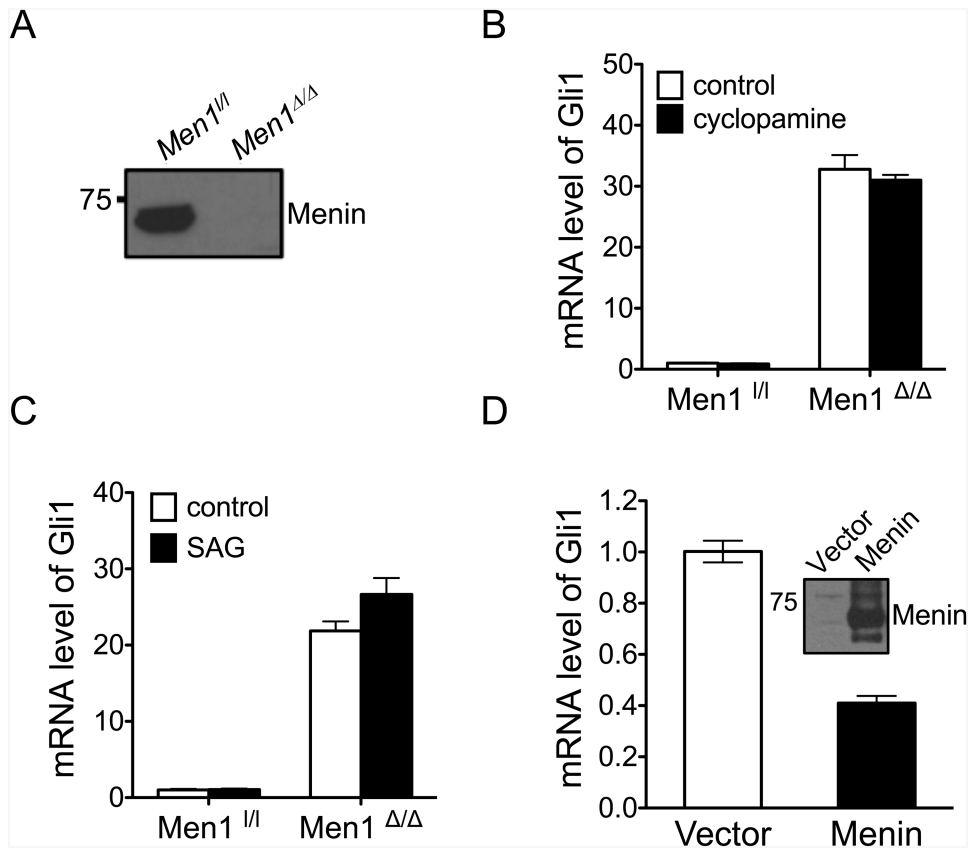 A
Men1 l/l
Men1 Δ/Δ
75
Menin
B
mRNA level of Gli1
50
40
30
20
10
0
control
cyclopamine
Men1 l/l
Men1 Δ/Δ
C
mRNA level of Gli1
40
30
20
10
0
control
SAG
Men1 l/l
Men1 Δ/Δ
D
mRNA level of Gli1
1.2
1.0
0.8
0.6
0.4
0.2
0.0
Vector
Menin
75
Menin
Vector
Menin